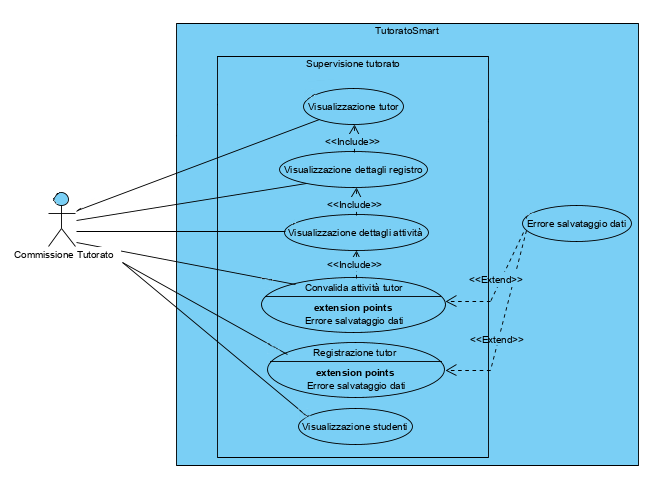 TutoratoSmart
Supervisione tutorato
Visualizzazione tutor
<<Include>>
Visualizzazione dettagli registro
<<Include>>
Visualizzazione dettagli attività
<<Include>>
Convalida attività tutor
extension points
Errore salvataggio dati
Registrazione tutor
extension points
Errore salvataggio dati
Visualizzazione studenti
Commissione Tutorato
Errore salvataggio dati
<<Extend>>
<<Extend>>